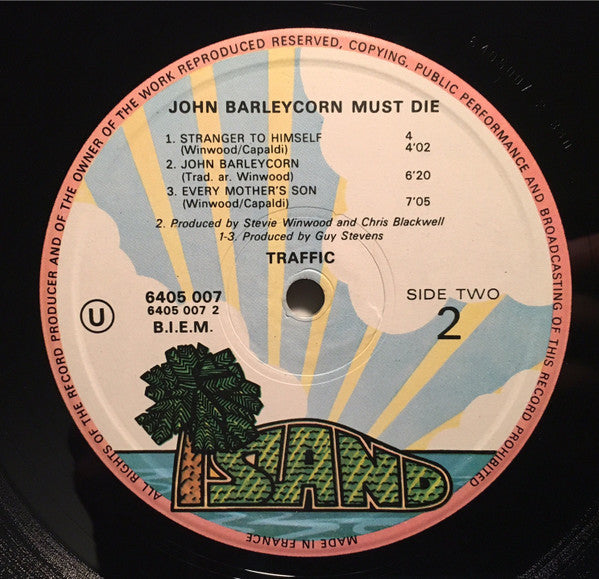 ALL RIGHTS OF THE RECORD PRODUCER AND OF THE OWNER OF THE WORK REPRODUCED RESERVED, COPYING, PUBLIC PERFORMANCE AND BROADCASTING OF THIS RECORD PROHIBITED
JOHN BARLEYCORN MUST DIE
1. STRANGER TO HIMSELF 4
(Winwood/Capaldi) 4'02
2. JOHN BARLEYCORN
(Trad. ar. Winwood) 6'20
3. EVERY MOTHER'S SON
(Winwood/Capaldi) 7'05
2. Produced by Stevie Winwood and Chris Blackwell
1-3. Produced by Guy Stevens
TRAFFIC
6405 007
6405 007 2
B.I.E.M.
U
SIDE TWO
2
ISLAND
MADE IN FRANCE